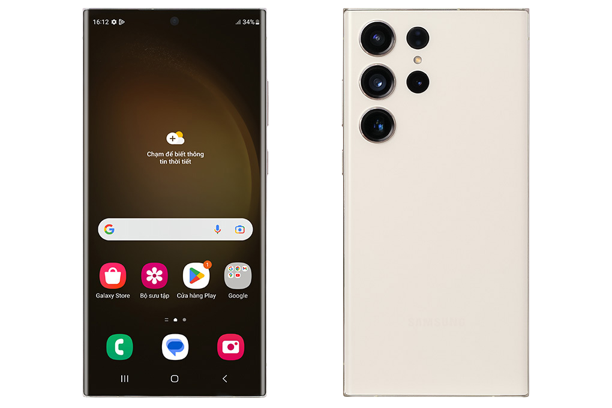 16:12
34%
Chạm để biết thông
tin thời tiết
Galaxy Store
Bộ sưu tập
Cửa hàng Play
Google